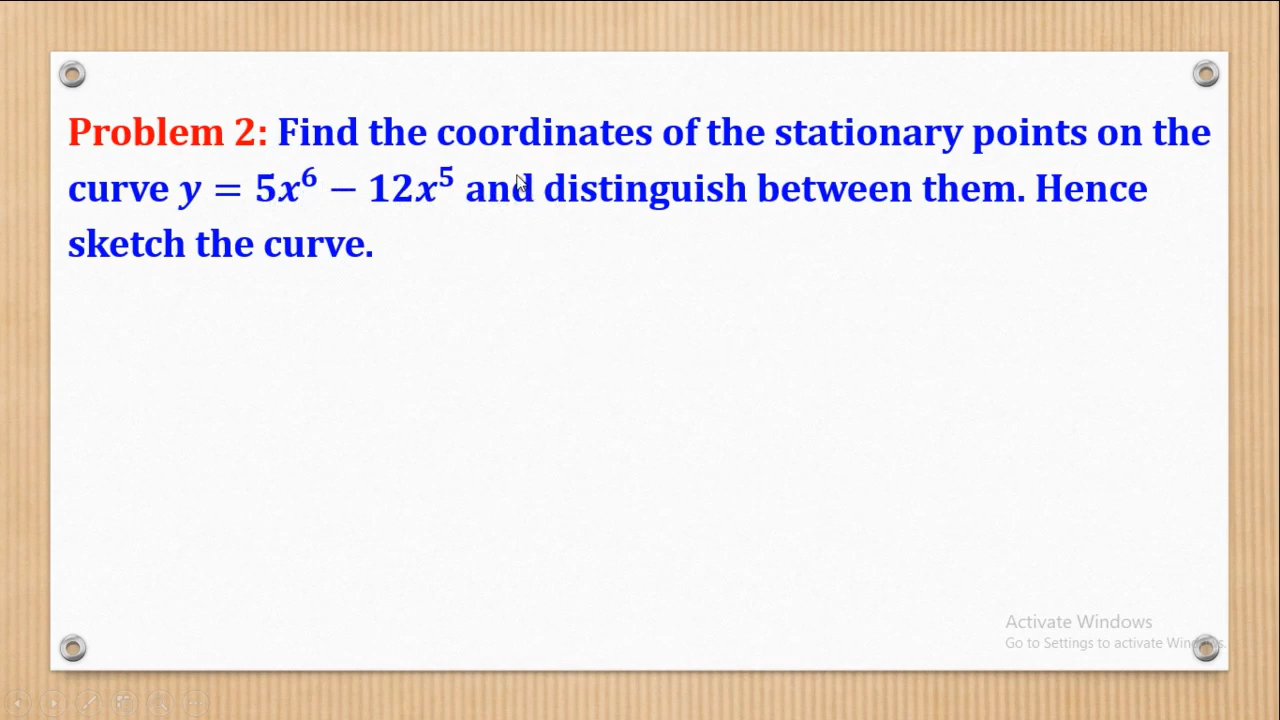 Problem 2: Find the coordinates of the stationary points on the
curve y = 5x⁶ − 12x⁵ and distinguish between them. Hence
sketch the curve.
Activate Windows
Go to Settings to activate Windows.